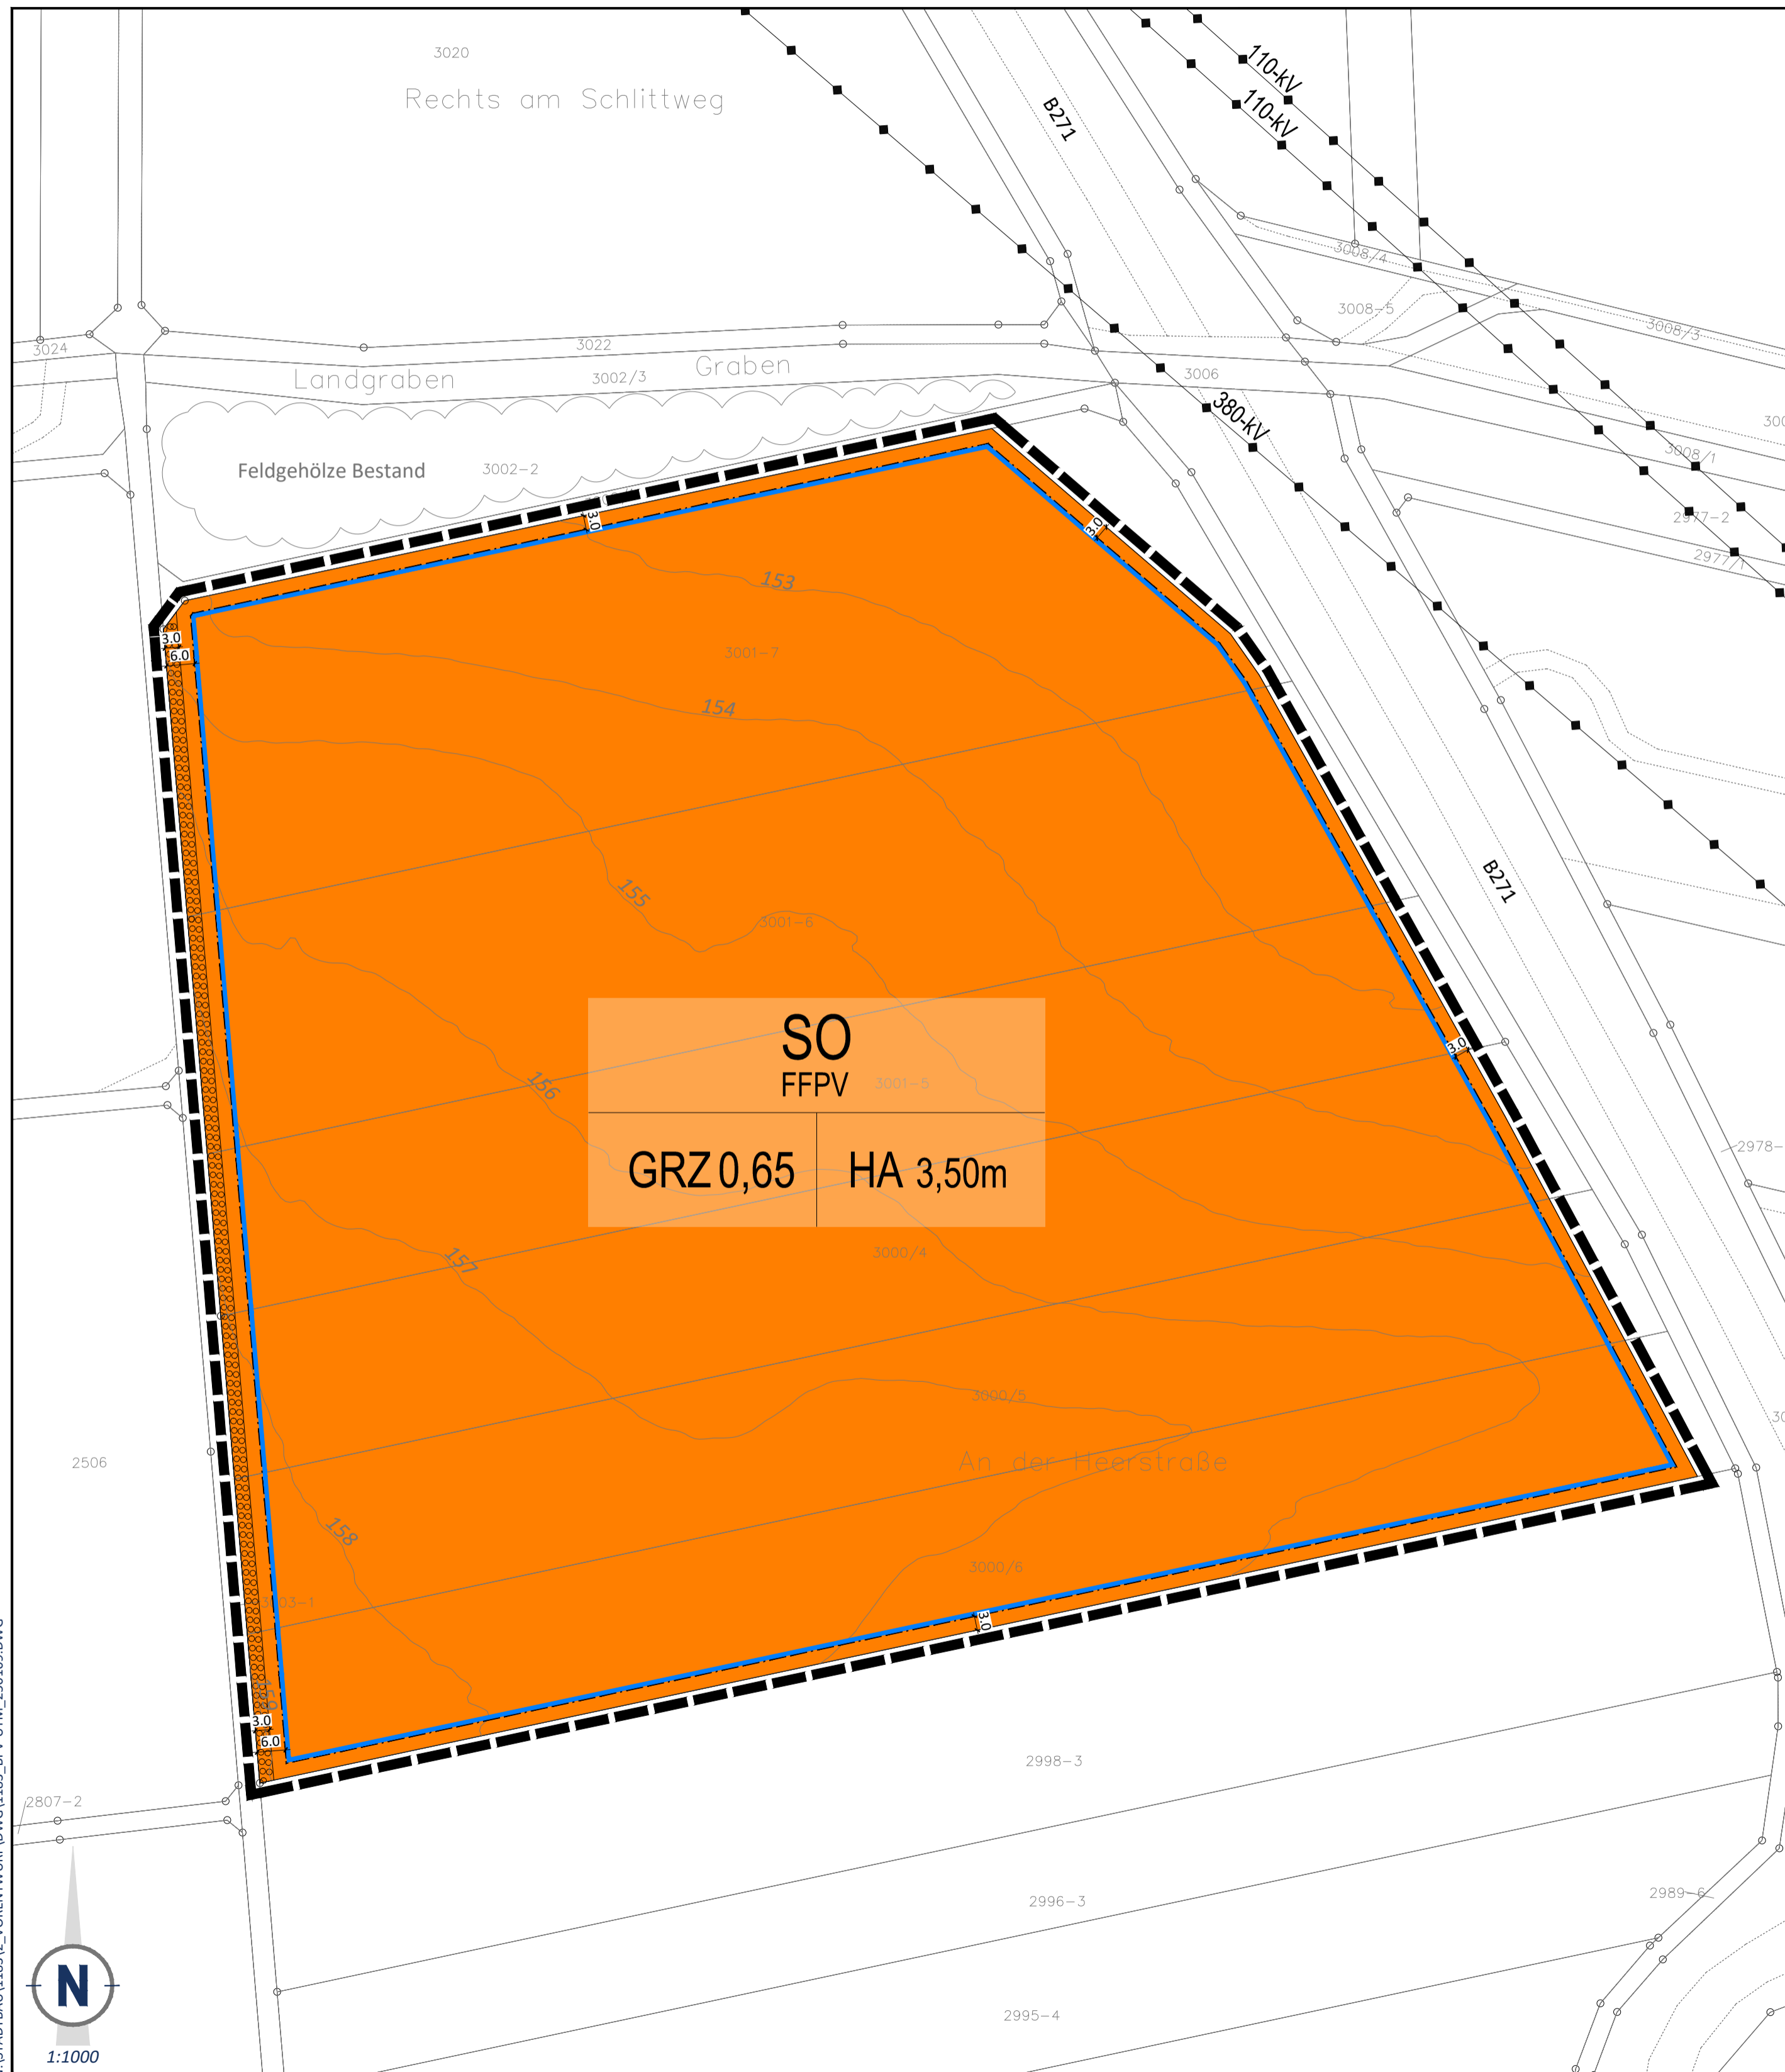 3020
Rechts am Schlittweg
B271
110-kV
110-kV
3008/4
3008-5
3008/3
3024
3022
Landgraben
3002/3
Graben
3006
380-kV
3008/1
Feldgehölze Bestand
3002-2
2977-2
2977/1
3.0
3.0
153
3.0
6.0
3001-7
154
155
3001-6
B271
SO
FFPV
3001-5
3.0
156
GRZ 0,65
HA 3,50m
2978-
3000/4
157
3000/5
An der Heerstraße
2506
158
3000/6
3.0
3.0
6.0
2998-3
2807-2
2996-3
2989-6
2995-4
N
1:1000